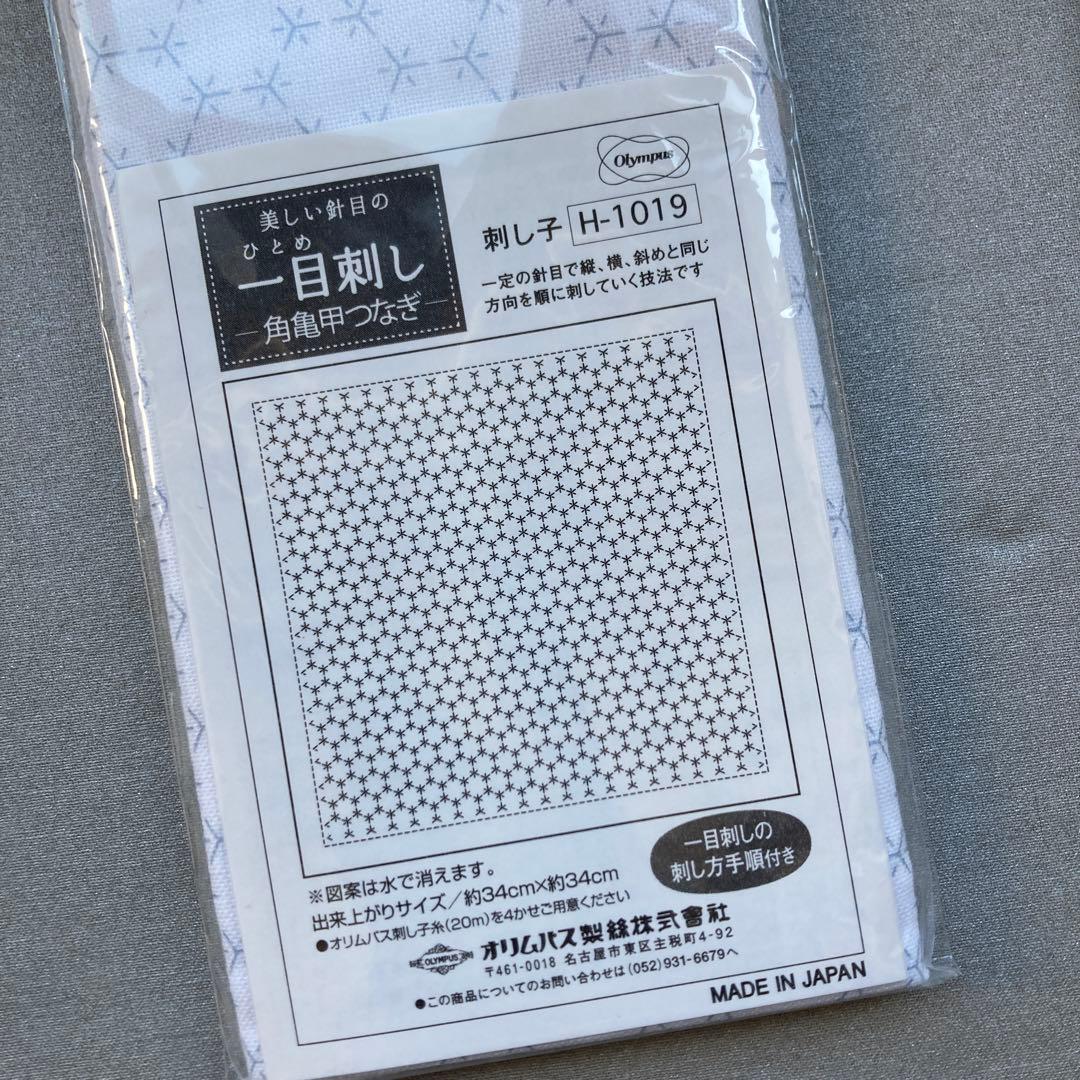 Olympus
美しい針目の
ひとめ
一目刺し
角亀甲つなぎ
刺し子 H-1019
一定の針目で縦、横、斜めと同じ
方向を順に刺していく技法です
一目刺しの
刺し方手順付き
※図案は水で消えます。
出来上がりサイズ/約34cm×約34cm
●オリムパス刺し子糸(20m)を4かせご用意ください
OLYMPUS オリムパス製絲株式會社
〒461-0018 名古屋市東区主税町4-92
●この商品についてのお問い合わせは(052)931-6679へ
MADE IN JAPAN